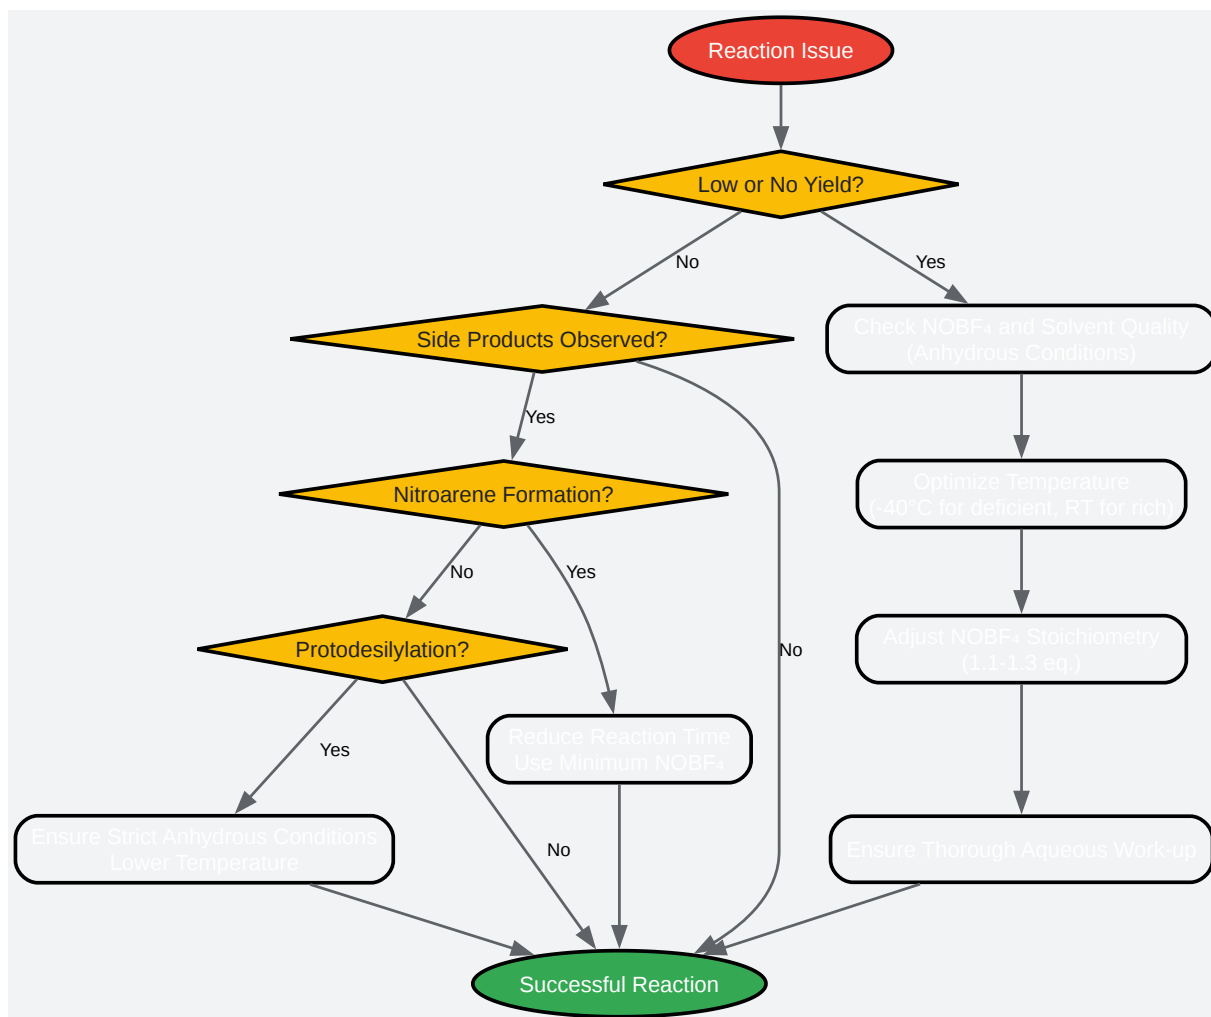 Reaction Issue
Low or No Yield?
No
Yes
Side Products Observed?
Check NOBF₄ and Solvent Quality
(Anhydrous Conditions)
Yes
Nitroarene Formation?
Optimize Temperature
(-40°C for deficient, RT for rich)
No
Yes
Protodesilylation?
No
Adjust NOBF₄ Stoichiometry
(1.1-1.3 eq.)
Yes
Reduce Reaction Time
Use Minimum NOBF₄
Ensure Strict Anhydrous Conditions
Lower Temperature
No
Ensure Thorough Aqueous Work-up
Successful Reaction